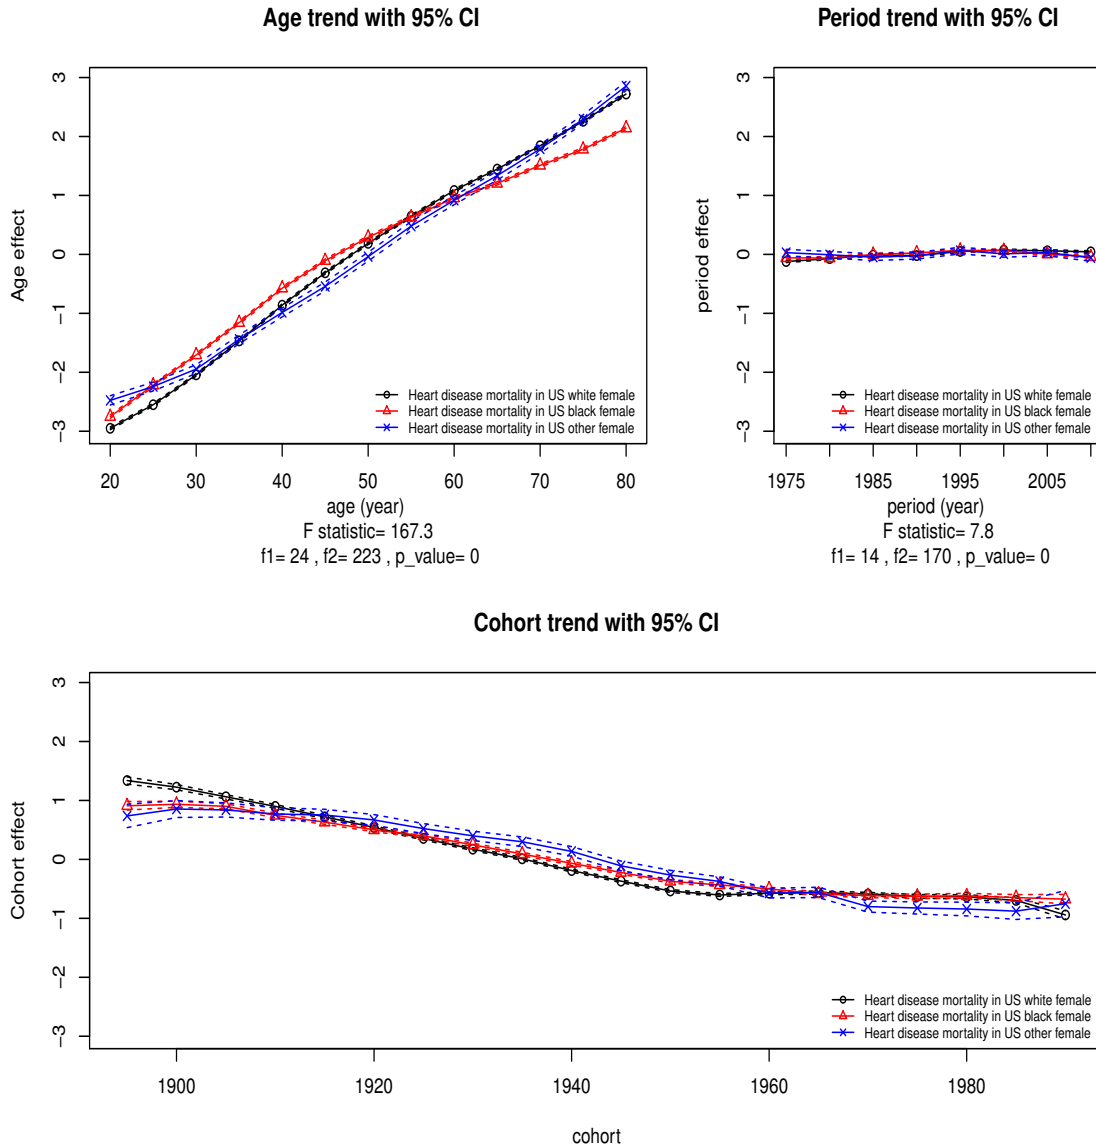 Age trend with 95% CI
Age effect
3
2
1
0
−1
−2
−3
Heart disease mortality in US white female
Heart disease mortality in US black female
Heart disease mortality in US other female
20 30 40 50 60 70 80
age (year)
F statistic= 167.3
f1= 24 , f2= 223 , p_value= 0
Period trend with 95% CI
period effect
3
2
1
0
−1
−2
−3
Heart disease mortality in US white female
Heart disease mortality in US black female
Heart disease mortality in US other female
1975 1985 1995 2005
period (year)
F statistic= 7.8
f1= 14 , f2= 170 , p_value= 0
Cohort trend with 95% CI
Cohort effect
3
2
1
0
−1
−2
−3
Heart disease mortality in US white female
Heart disease mortality in US black female
Heart disease mortality in US other female
1900 1920 1940 1960 1980
cohort